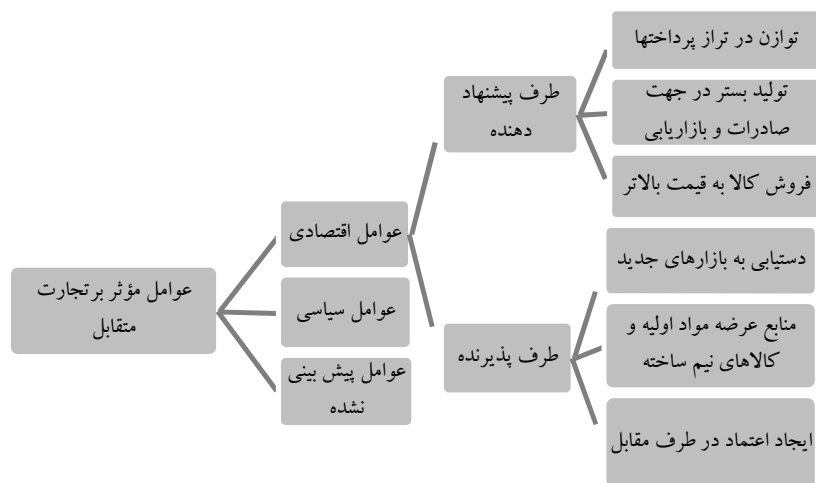 عوامل مؤثر بر تجارت
متقابل
عوامل اقتصادی
عوامل سیاسی
عوامل پیش بینی
نشده
طرف پیشنهاد
دهنده
طرف پذیرنده
توازن در تراز پرداختها
تولید بستر در جهت
صادرات و بازاریابی
فروش کالا به قیمت بالاتر
دستیابی به بازارهای جدید
منابع عرضه مواد اولیه و
کالاهای نیم ساخته
ایجاد اعتماد در طرف مقابل